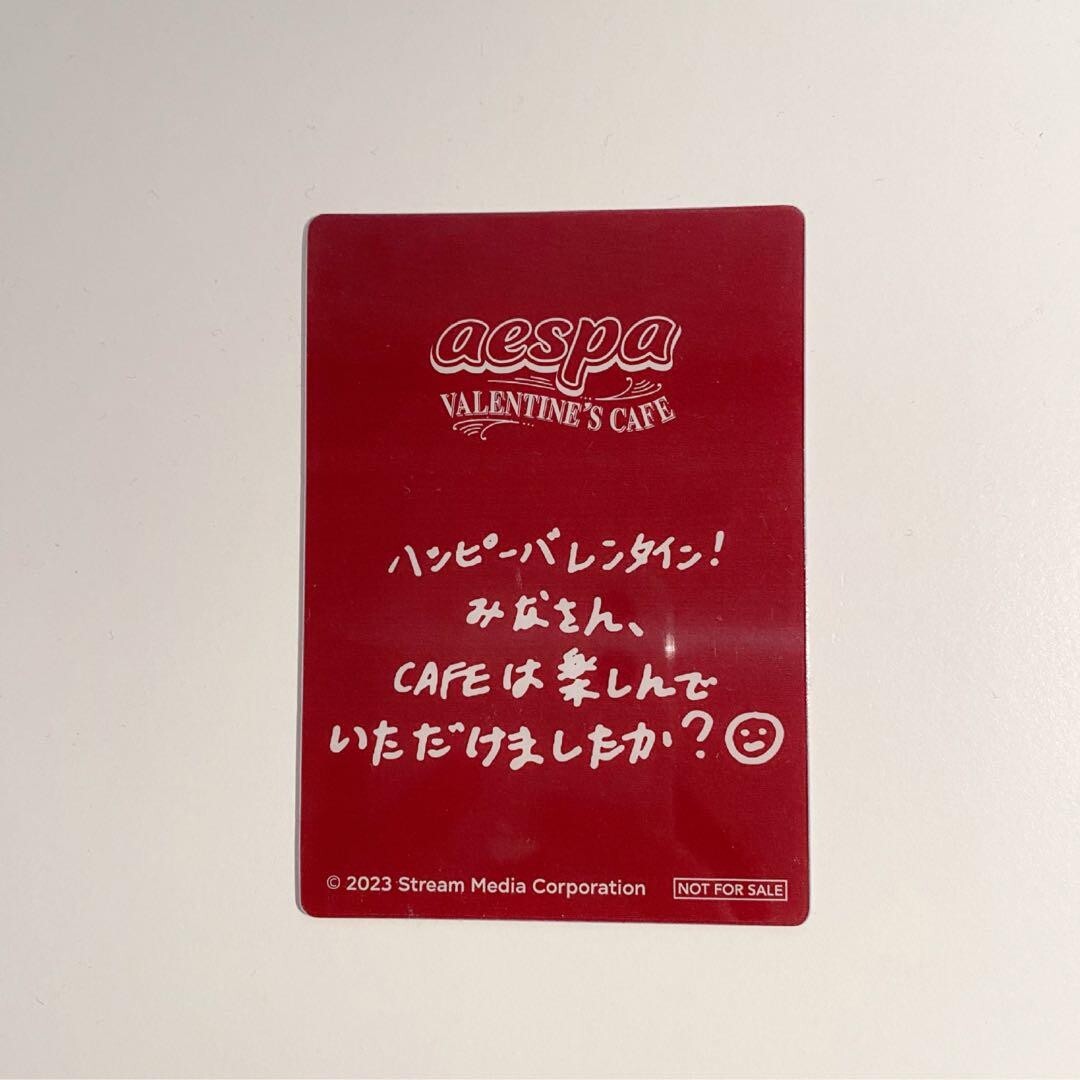 aespa
VALENTINE'S CAFE
ハンピーバレンタイン!
みなさん、
CAFEは楽しんで
いただけましたか?
© 2023 Stream Media Corporation
NOT FOR SALE